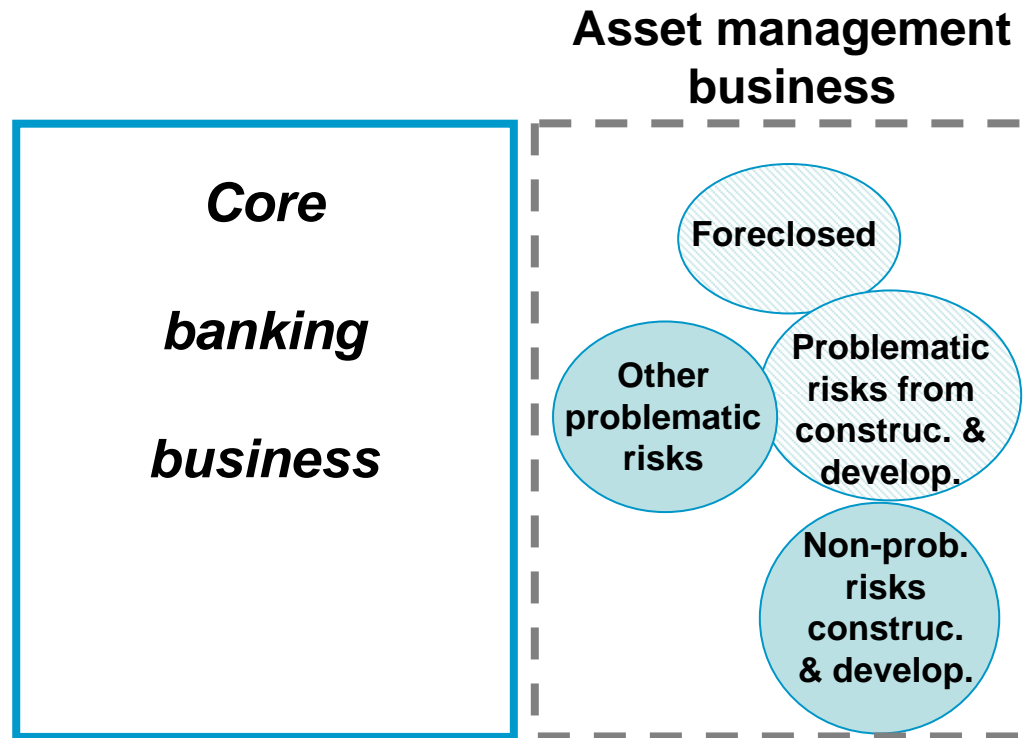 Asset management
business
Core
banking
business
Foreclosed
Problematic
risks from
construc. &
develop.
Other
problematic
risks
Non-prob.
risks
construc.
& develop.